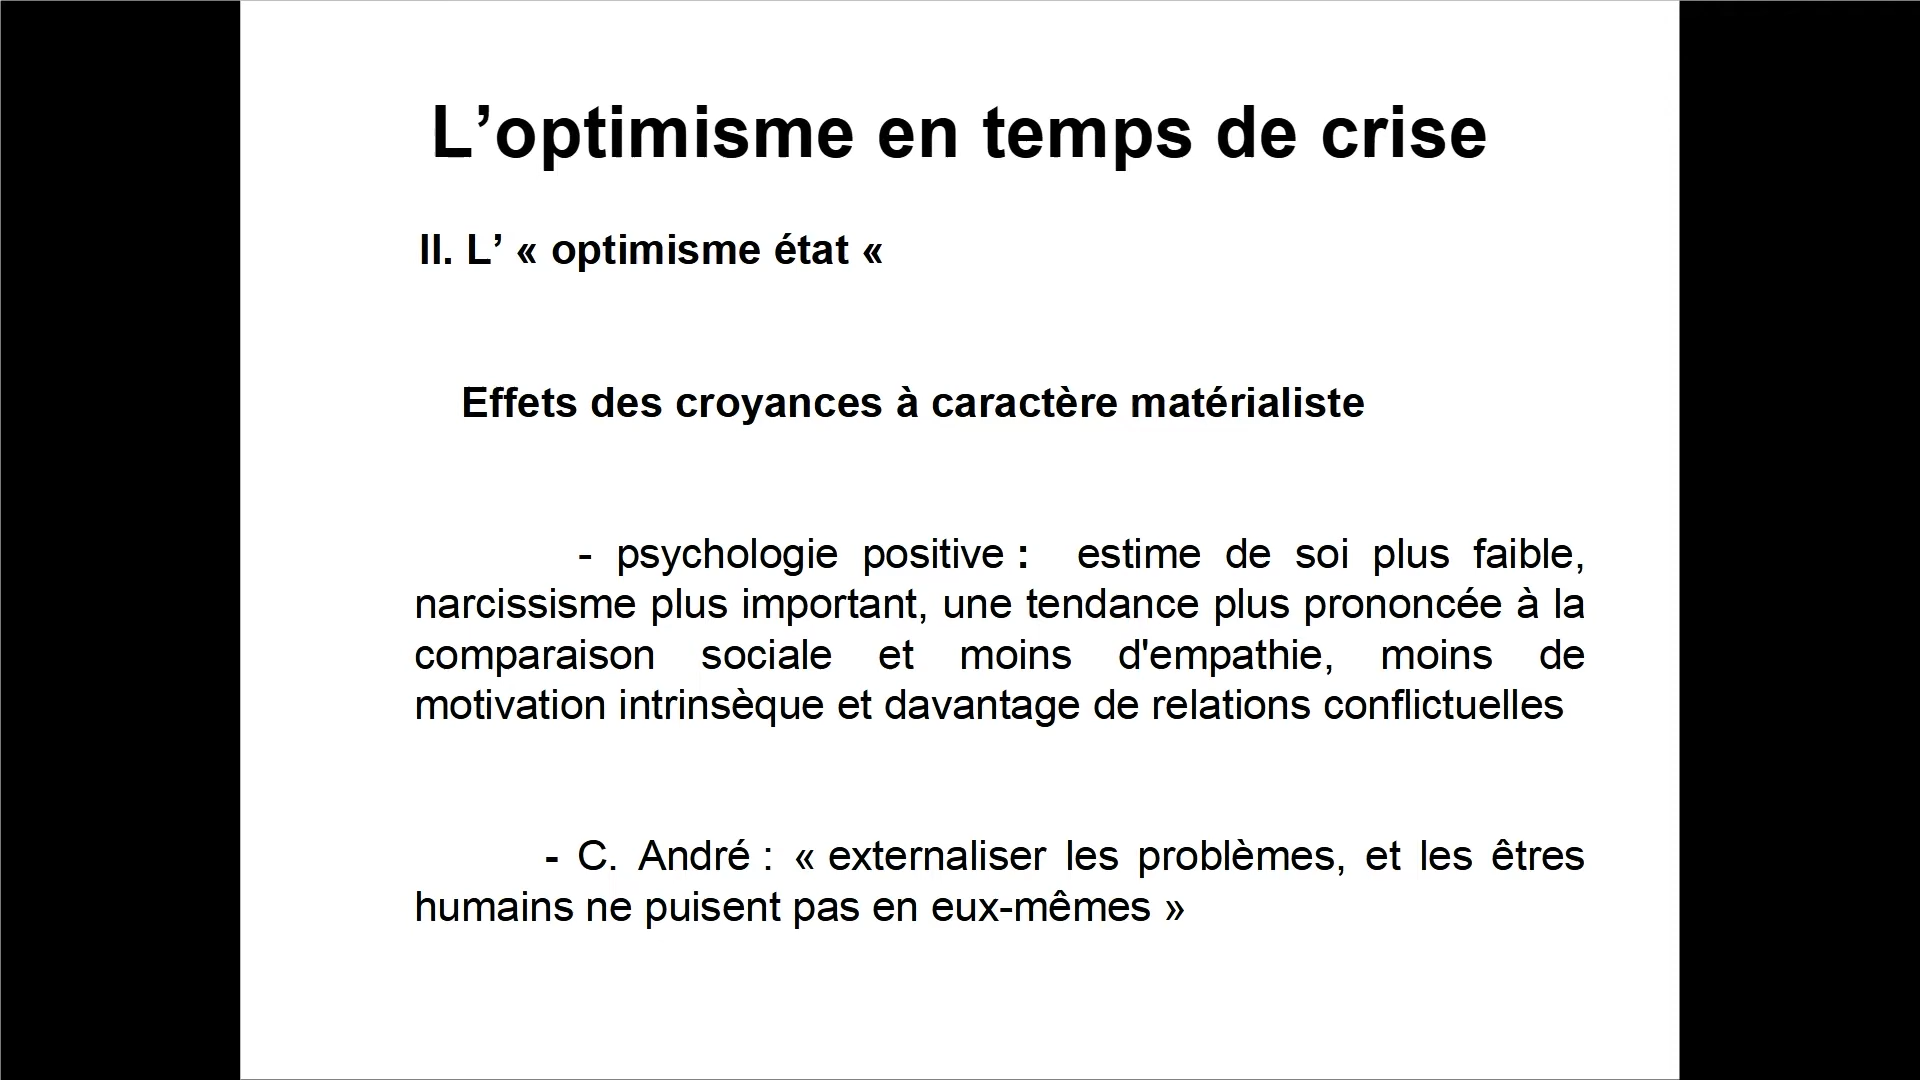 L’optimisme en temps de crise
II. L’ « optimisme état «
Effets des croyances à caractère matérialiste
- psychologie positive : estime de soi plus faible,
narcissisme plus important, une tendance plus prononcée à la
comparaison sociale et moins d'empathie, moins de
motivation intrinsèque et davantage de relations conflictuelles
- C. André : « externaliser les problèmes, et les êtres
humains ne puisent pas en eux-mêmes »